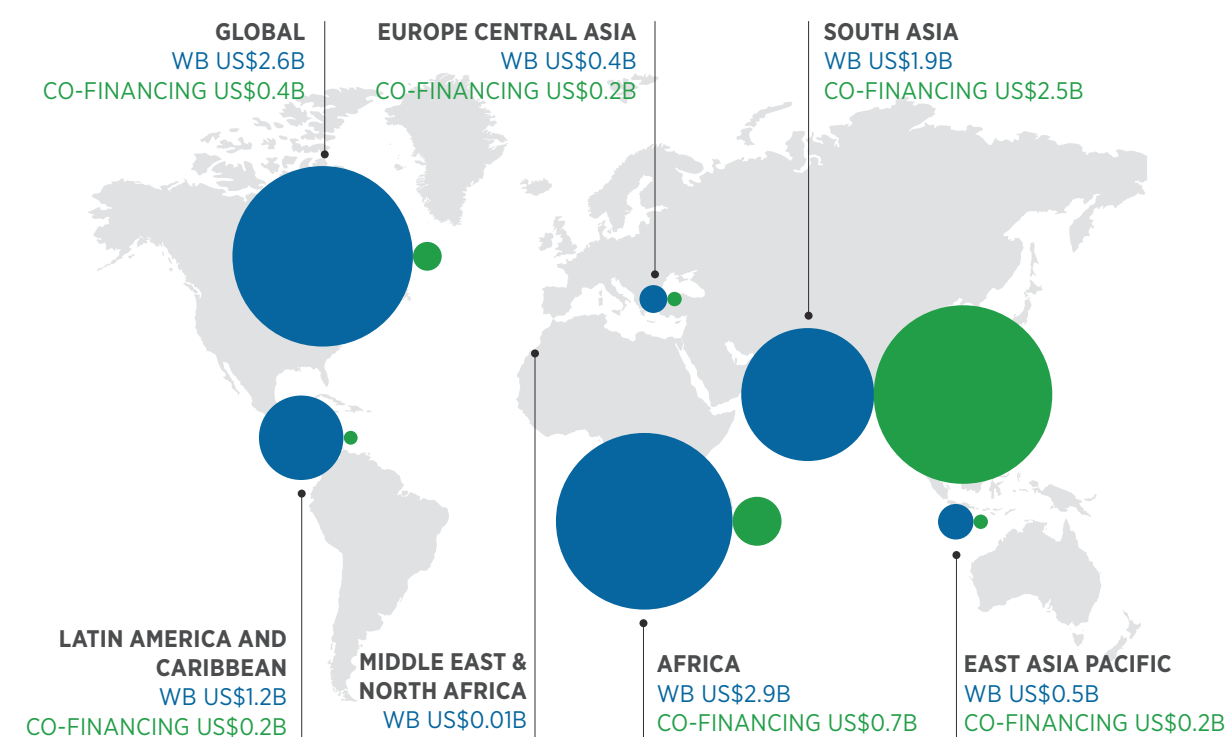 GLOBAL
WB US$2.6B
CO-FINANCING US$0.4B
EUROPE CENTRAL ASIA
WB US$0.4B
CO-FINANCING US$0.2B
SOUTH ASIA
WB US$1.9B
CO-FINANCING US$2.5B
LATIN AMERICA AND
CARIBBEAN
WB US$1.2B
CO-FINANCING US$0.2B
MIDDLE EAST &
NORTH AFRICA
WB US$0.01B
AFRICA
WB US$2.9B
CO-FINANCING US$0.7B
EAST ASIA PACIFIC
WB US$0.5B
CO-FINANCING US$0.2B